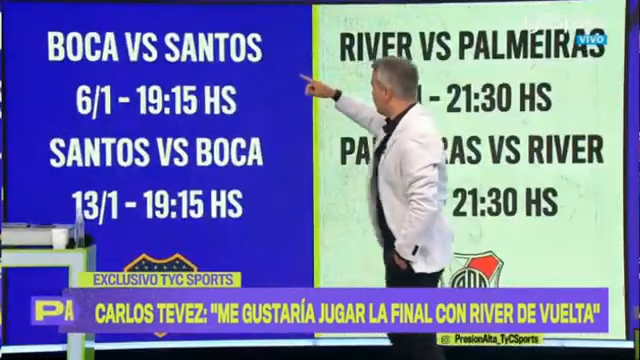 BOCA VS SANTOS
6/1 - 19:15 HS
SANTOS VS BOCA
13/1 - 19:15 HS
RIVER VS PALMEIRAS
- 21:30 HS
RAS VS RIVER
21:30 HS
VIVO
EXCLUSIVO TYC SPORTS
PA
CARLOS TEVEZ: "ME GUSTARÍA JUGAR LA FINAL CON RIVER DE VUELTA"
PresionAlta_TyCSports